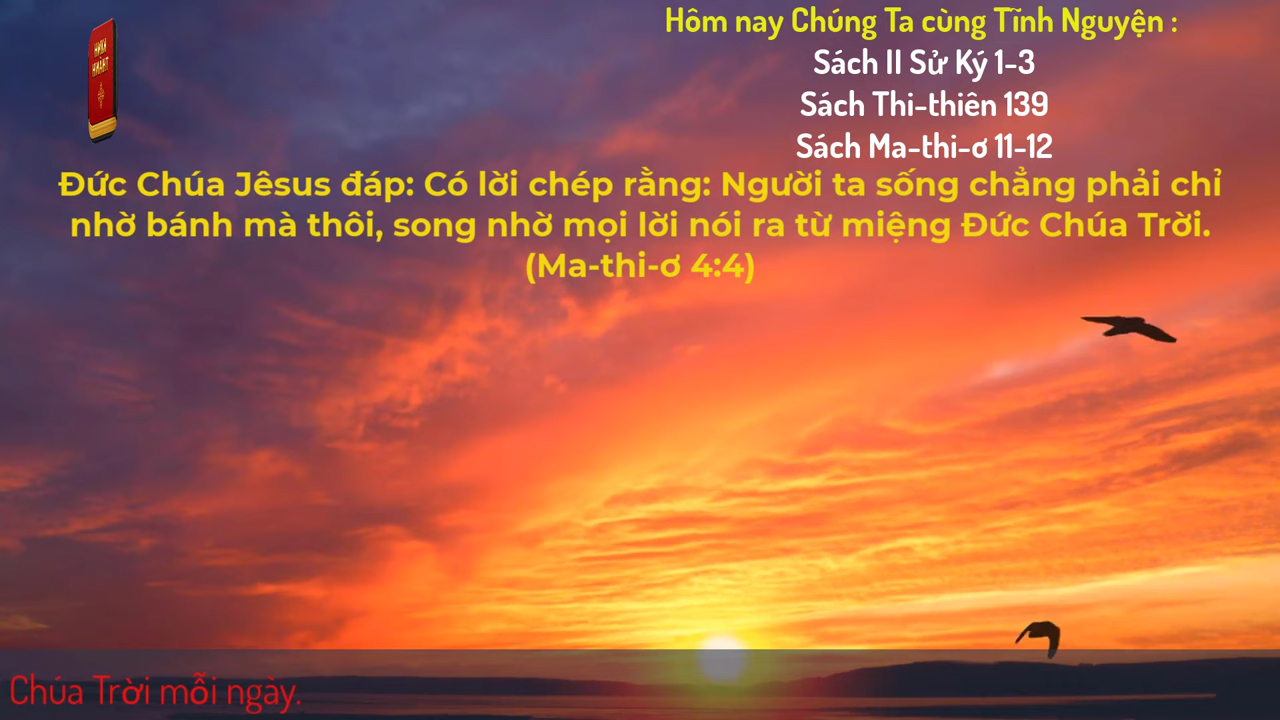 Hôm nay Chúng Ta cùng Tĩnh Nguyện :
Sách II Sử Ký 1-3
Sách Thi-thiên 139
Sách Ma-thi-ơ 11-12
Đức Chúa Jêsus đáp: Có lời chép rằng: Người ta sống chẳng phải chỉ
nhờ bánh mà thôi, song nhờ mọi lời nói ra từ miệng Đức Chúa Trời.
(Ma-thi-ơ 4:4)
Chúa Trời mỗi ngày.